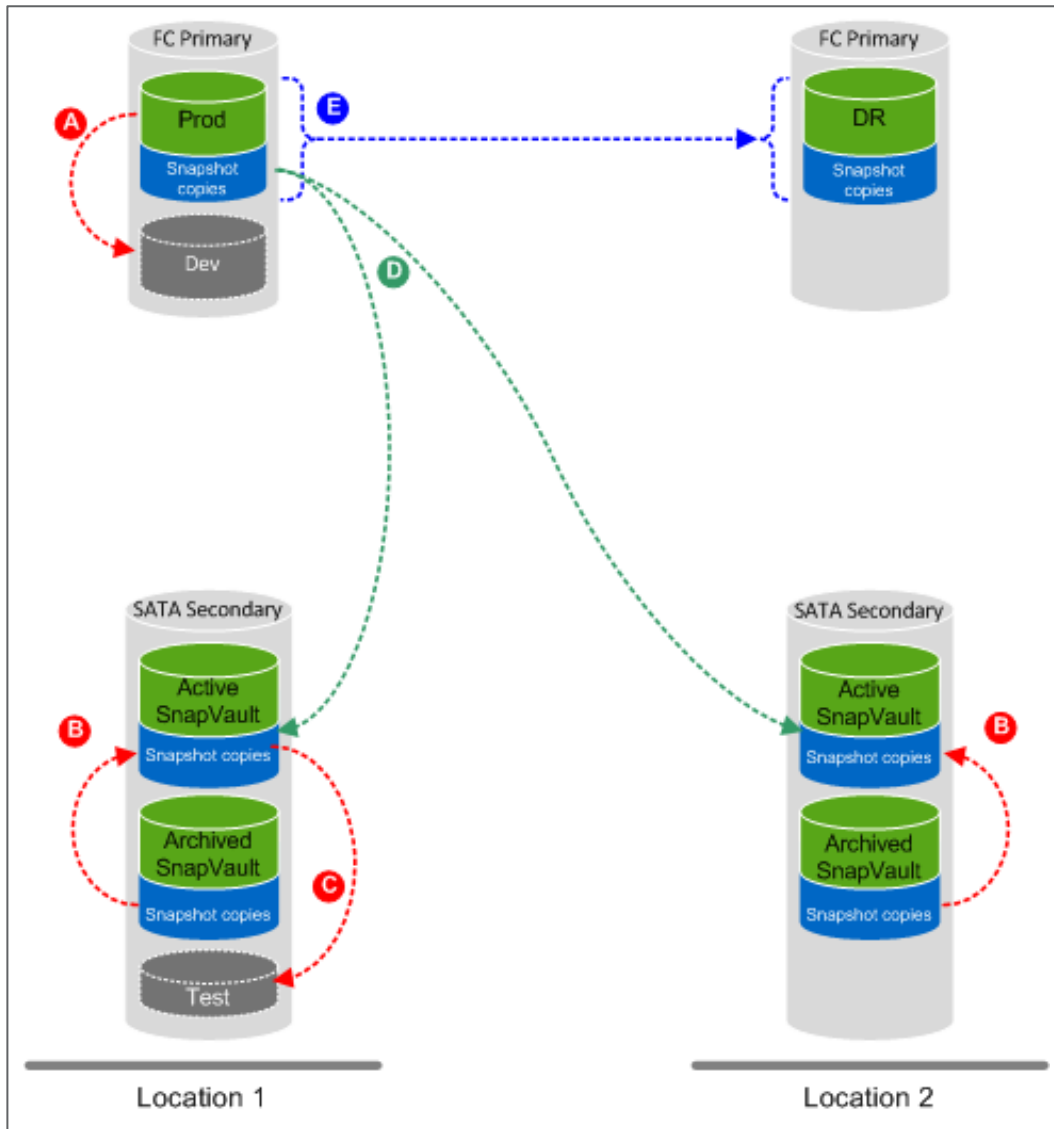 FC Primary
FC Primary
A
Prod
E
DR
Snapshot
copies
Snapshot
copies
D
Dev
SATA Secondary
SATA Secondary
Active
SnapVault
Active
SnapVault
B
Snapshot copies
Snapshot copies
B
Archived
SnapVault
Archived
SnapVault
C
Snapshot copies
Snapshot copies
Test
Location 1
Location 2